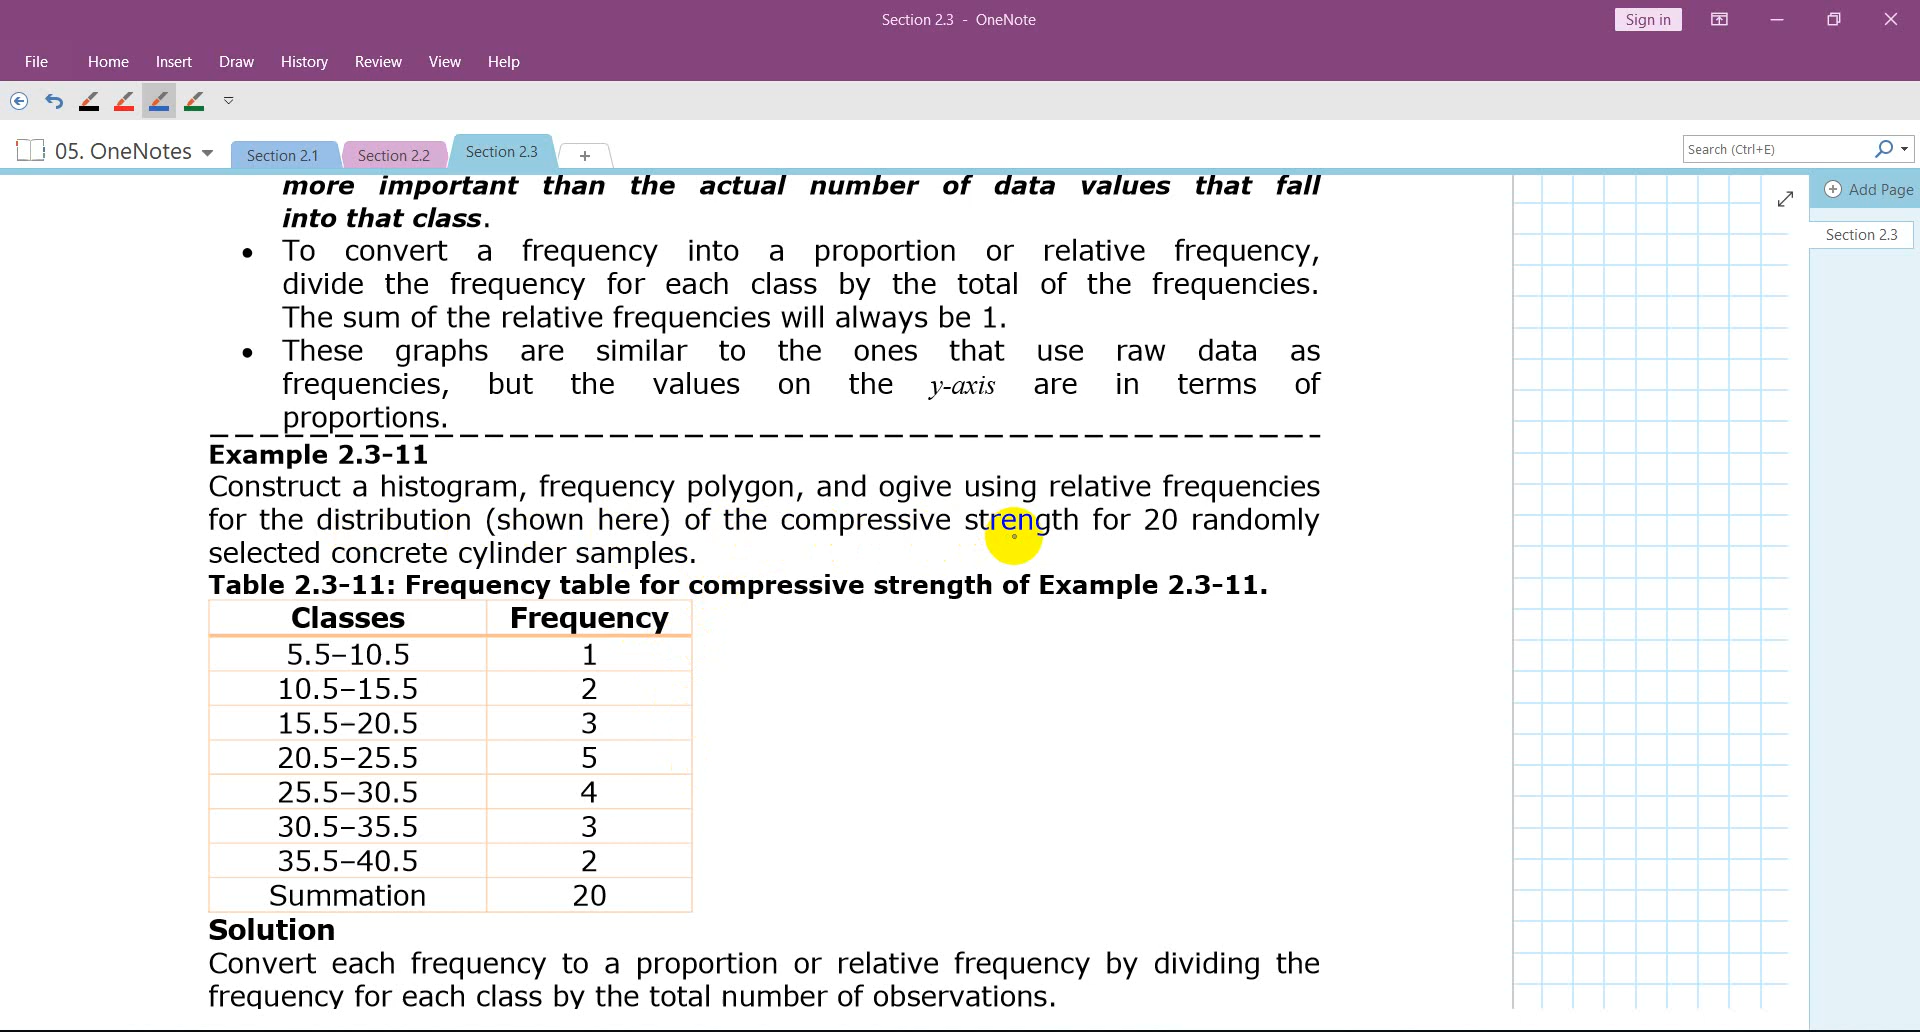 Section 2.3 - OneNote
Sign in
File Home Insert Draw History Review View Help
05. OneNotes Section 2.1 Section 2.2 Section 2.3 +
Search (Ctrl+E)
Add Page
Section 2.3
more important than the actual number of data values that fall
into that class.
• To convert a frequency into a proportion or relative frequency,
divide the frequency for each class by the total of the frequencies.
The sum of the relative frequencies will always be 1.
• These graphs are similar to the ones that use raw data as
frequencies, but the values on the y-axis are in terms of
proportions.
Example 2.3-11
Construct a histogram, frequency polygon, and ogive using relative frequencies
for the distribution (shown here) of the compressive strength for 20 randomly
selected concrete cylinder samples.
Table 2.3-11: Frequency table for compressive strength of Example 2.3-11.
Classes Frequency
5.5–10.5 1
10.5–15.5 2
15.5–20.5 3
20.5–25.5 5
25.5–30.5 4
30.5–35.5 3
35.5–40.5 2
Summation 20
Solution
Convert each frequency to a proportion or relative frequency by dividing the
frequency for each class by the total number of observations.